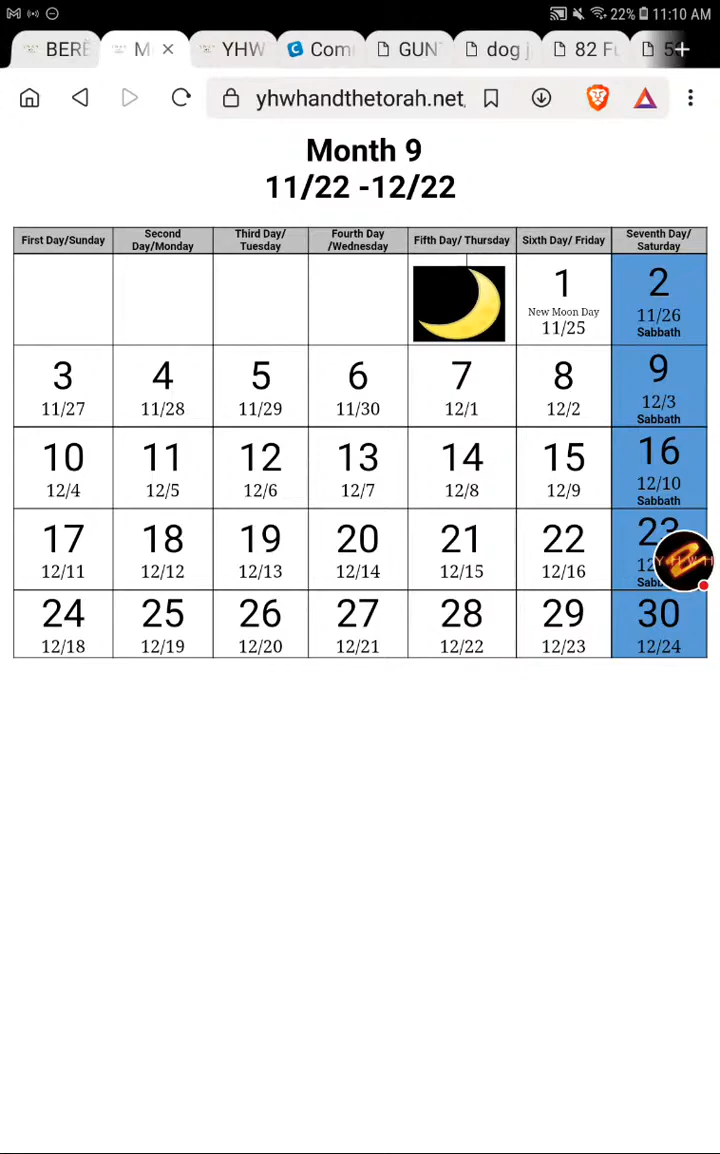 22% 11:10 AM
BERĒ M YHW Com GUN dog j 82 Fu 5
yhwhandthetorah.net
Month 9
11/22 -12/22
First Day/Sunday Second Day/Monday Third Day/ Tuesday Fourth Day /Wednesday Fifth Day/ Thursday Sixth Day/ Friday Seventh Day/ Saturday
1 2
New Moon Day 11/26
11/25 Sabbath
3 4 5 6 7 8 9
11/27 11/28 11/29 11/30 12/1 12/2 12/3
Sabbath
10 11 12 13 14 15 16
12/4 12/5 12/6 12/7 12/8 12/9 12/10
Sabbath
17 18 19 20 21 22 23
12/11 12/12 12/13 12/14 12/15 12/16
YHWH
24 25 26 27 28 29 30
12/18 12/19 12/20 12/21 12/22 12/23 12/24